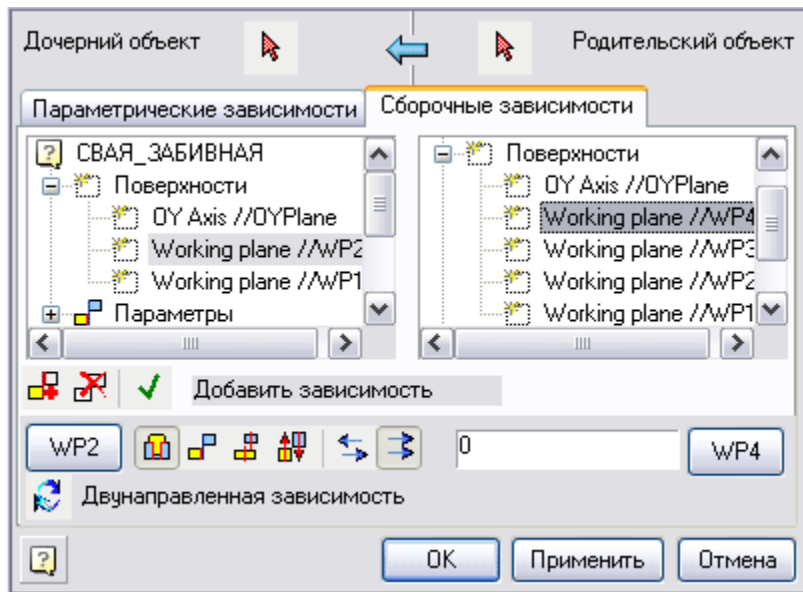 Дочерний объект
Родительский объект
Параметрические зависимости
Сборочные зависимости
СВАЯ_ЗАБИВНАЯ
Поверхности
OY Axis //OYPlane
Working plane //WP2
Working plane //WP1
Параметры
Поверхности
OY Axis //OYPlane
Working plane //WP4
Working plane //WP3
Working plane //WP2
Working plane //WP1
Добавить зависимость
WP2
0
WP4
Двунаправленная зависимость
OK
Применить
Отмена